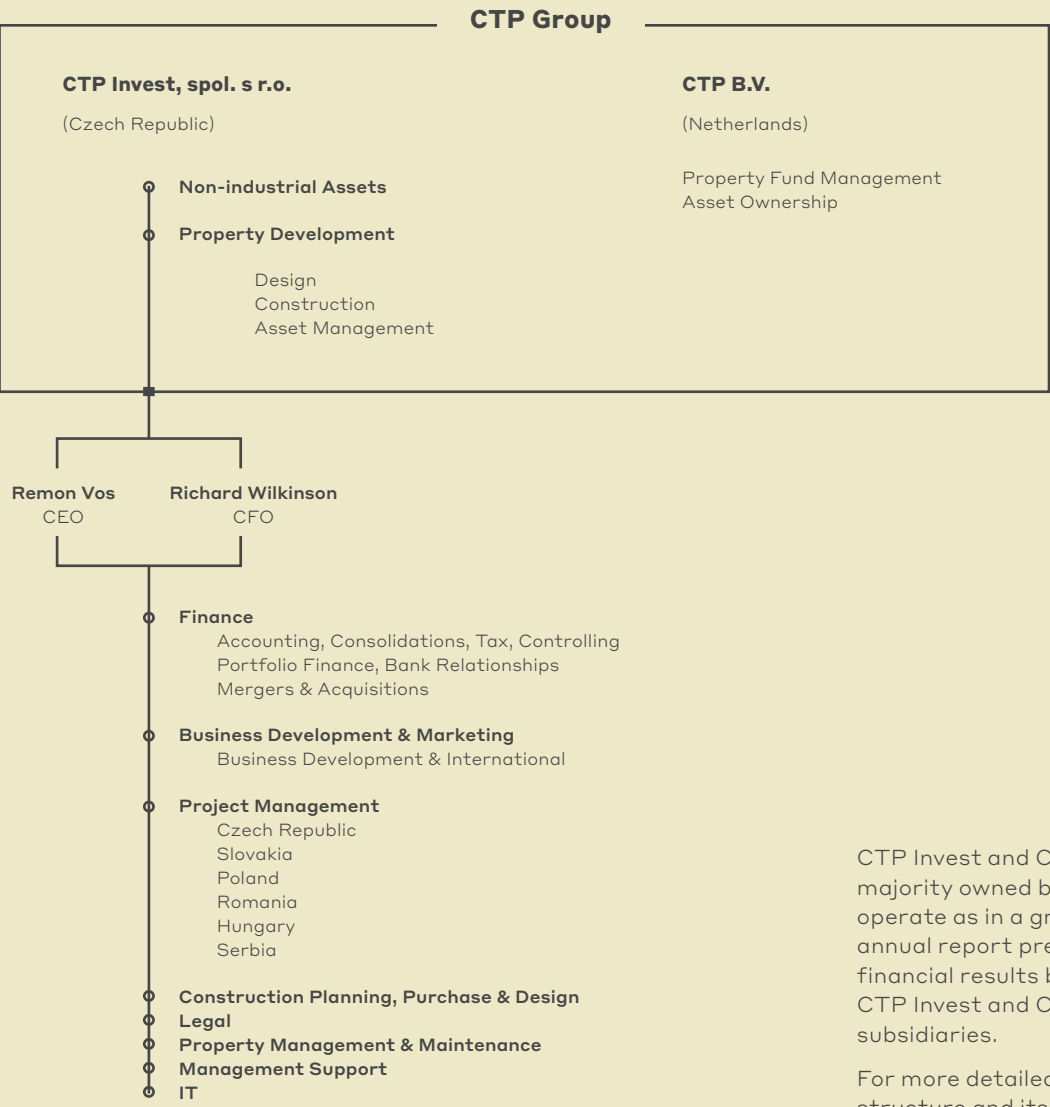 CTP Group
CTP Invest, spol. s r.o.
(Czech Republic)
Non-industrial Assets
Property Development
Design
Construction
Asset Management
CTP B.V.
(Netherlands)
Property Fund Management
Asset Ownership
Remon Vos
CEO
Richard Wilkinson
CFO
Finance
Accounting, Consolidations, Tax, Controlling
Portfolio Finance, Bank Relationships
Mergers & Acquisitions
Business Development & Marketing
Business Development & International
Project Management
Czech Republic
Slovakia
Poland
Romania
Hungary
Serbia
Construction Planning, Purchase & Design
Legal
Property Management & Maintenance
Management Support
IT
CTP Invest and
majority owned
operate as in a
annual report
financial results
CTP Invest and
subsidiaries.
For more